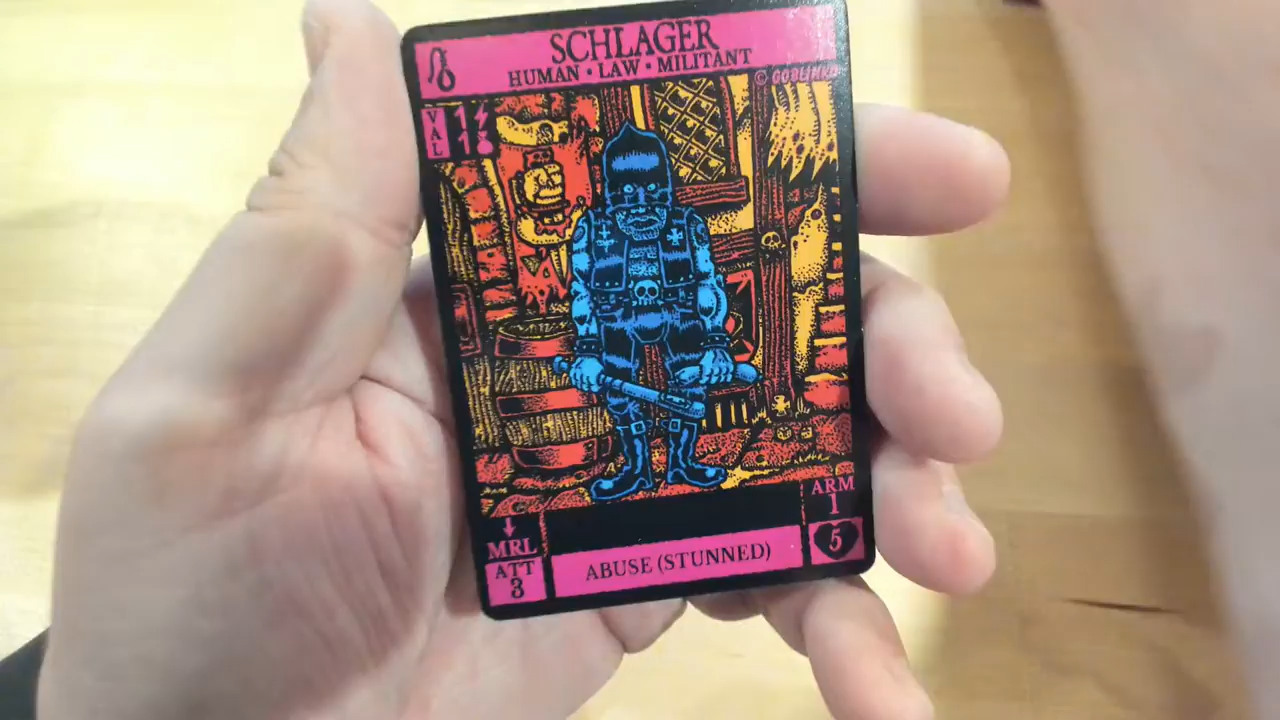 SCHLAGER
HUMAN • LAW • MILITANT
© GOBLINKO
VAL
1
1
ARM
1
5
MRL
ATT
3
ABUSE (STUNNED)